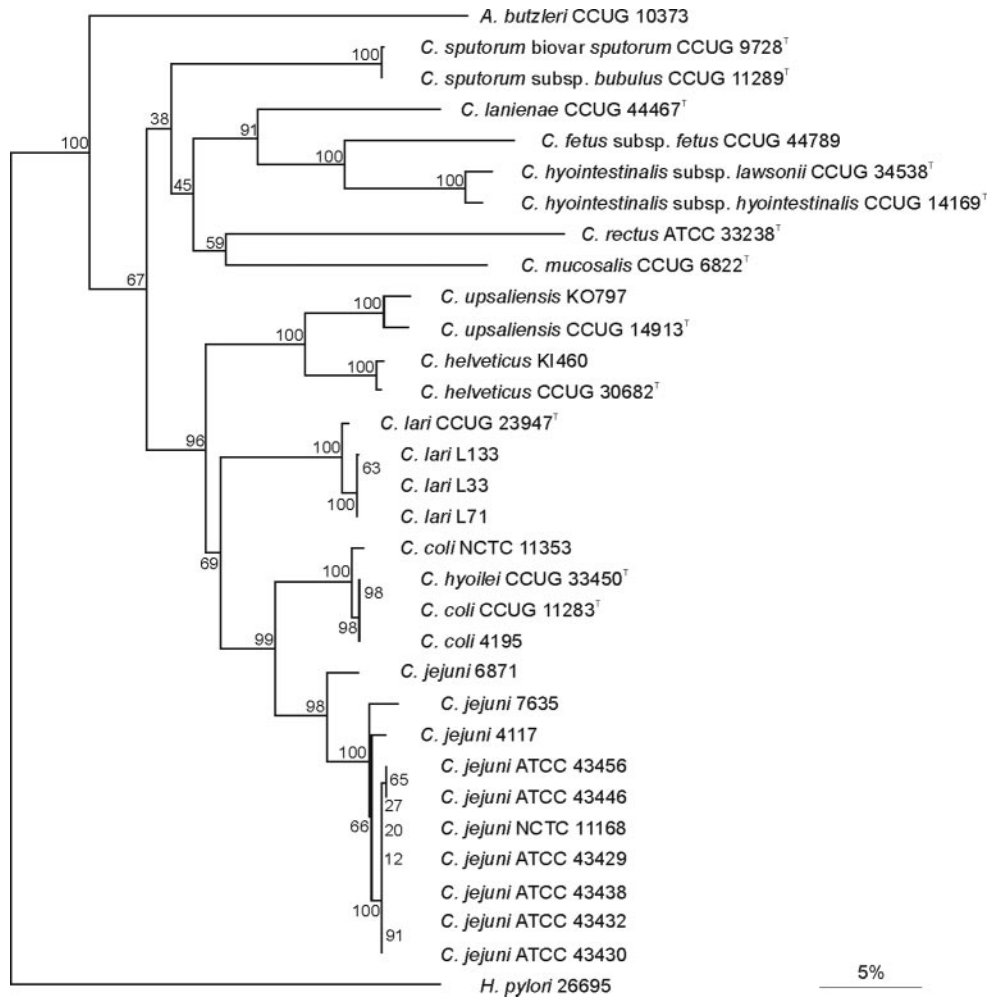 A. butzleri CCUG 10373
100 C. sputorum biovar sputorum CCUG 9728ᵀ
C. sputorum subsp. bubulus CCUG 11289ᵀ
C. lanienae CCUG 44467ᵀ
38
91
100
C. fetus subsp. fetus CCUG 44789
100
C. hyointestinalis subsp. lawsonii CCUG 34538ᵀ
45
100
C. hyointestinalis subsp. hyointestinalis CCUG 14169ᵀ
C. rectus ATCC 33238ᵀ
59
C. mucosalis CCUG 6822ᵀ
67
C. upsaliensis KO797
100
C. upsaliensis CCUG 14913ᵀ
100
C. helveticus KI460
100
C. helveticus CCUG 30682ᵀ
C. lari CCUG 23947ᵀ
96
100
C. lari L133
63
C. lari L33
C. lari L71
100
C. coli NCTC 11353
69
100
C. hyoilei CCUG 33450ᵀ
98
C. coli CCUG 11283ᵀ
98
C. coli 4195
99
C. jejuni 6871
C. jejuni 7635
98
C. jejuni 4117
100
C. jejuni ATCC 43456
65
C. jejuni ATCC 43446
27
66
20
C. jejuni NCTC 11168
12
C. jejuni ATCC 43429
C. jejuni ATCC 43438
100
C. jejuni ATCC 43432
91
C. jejuni ATCC 43430
5%
H. pylori 26695